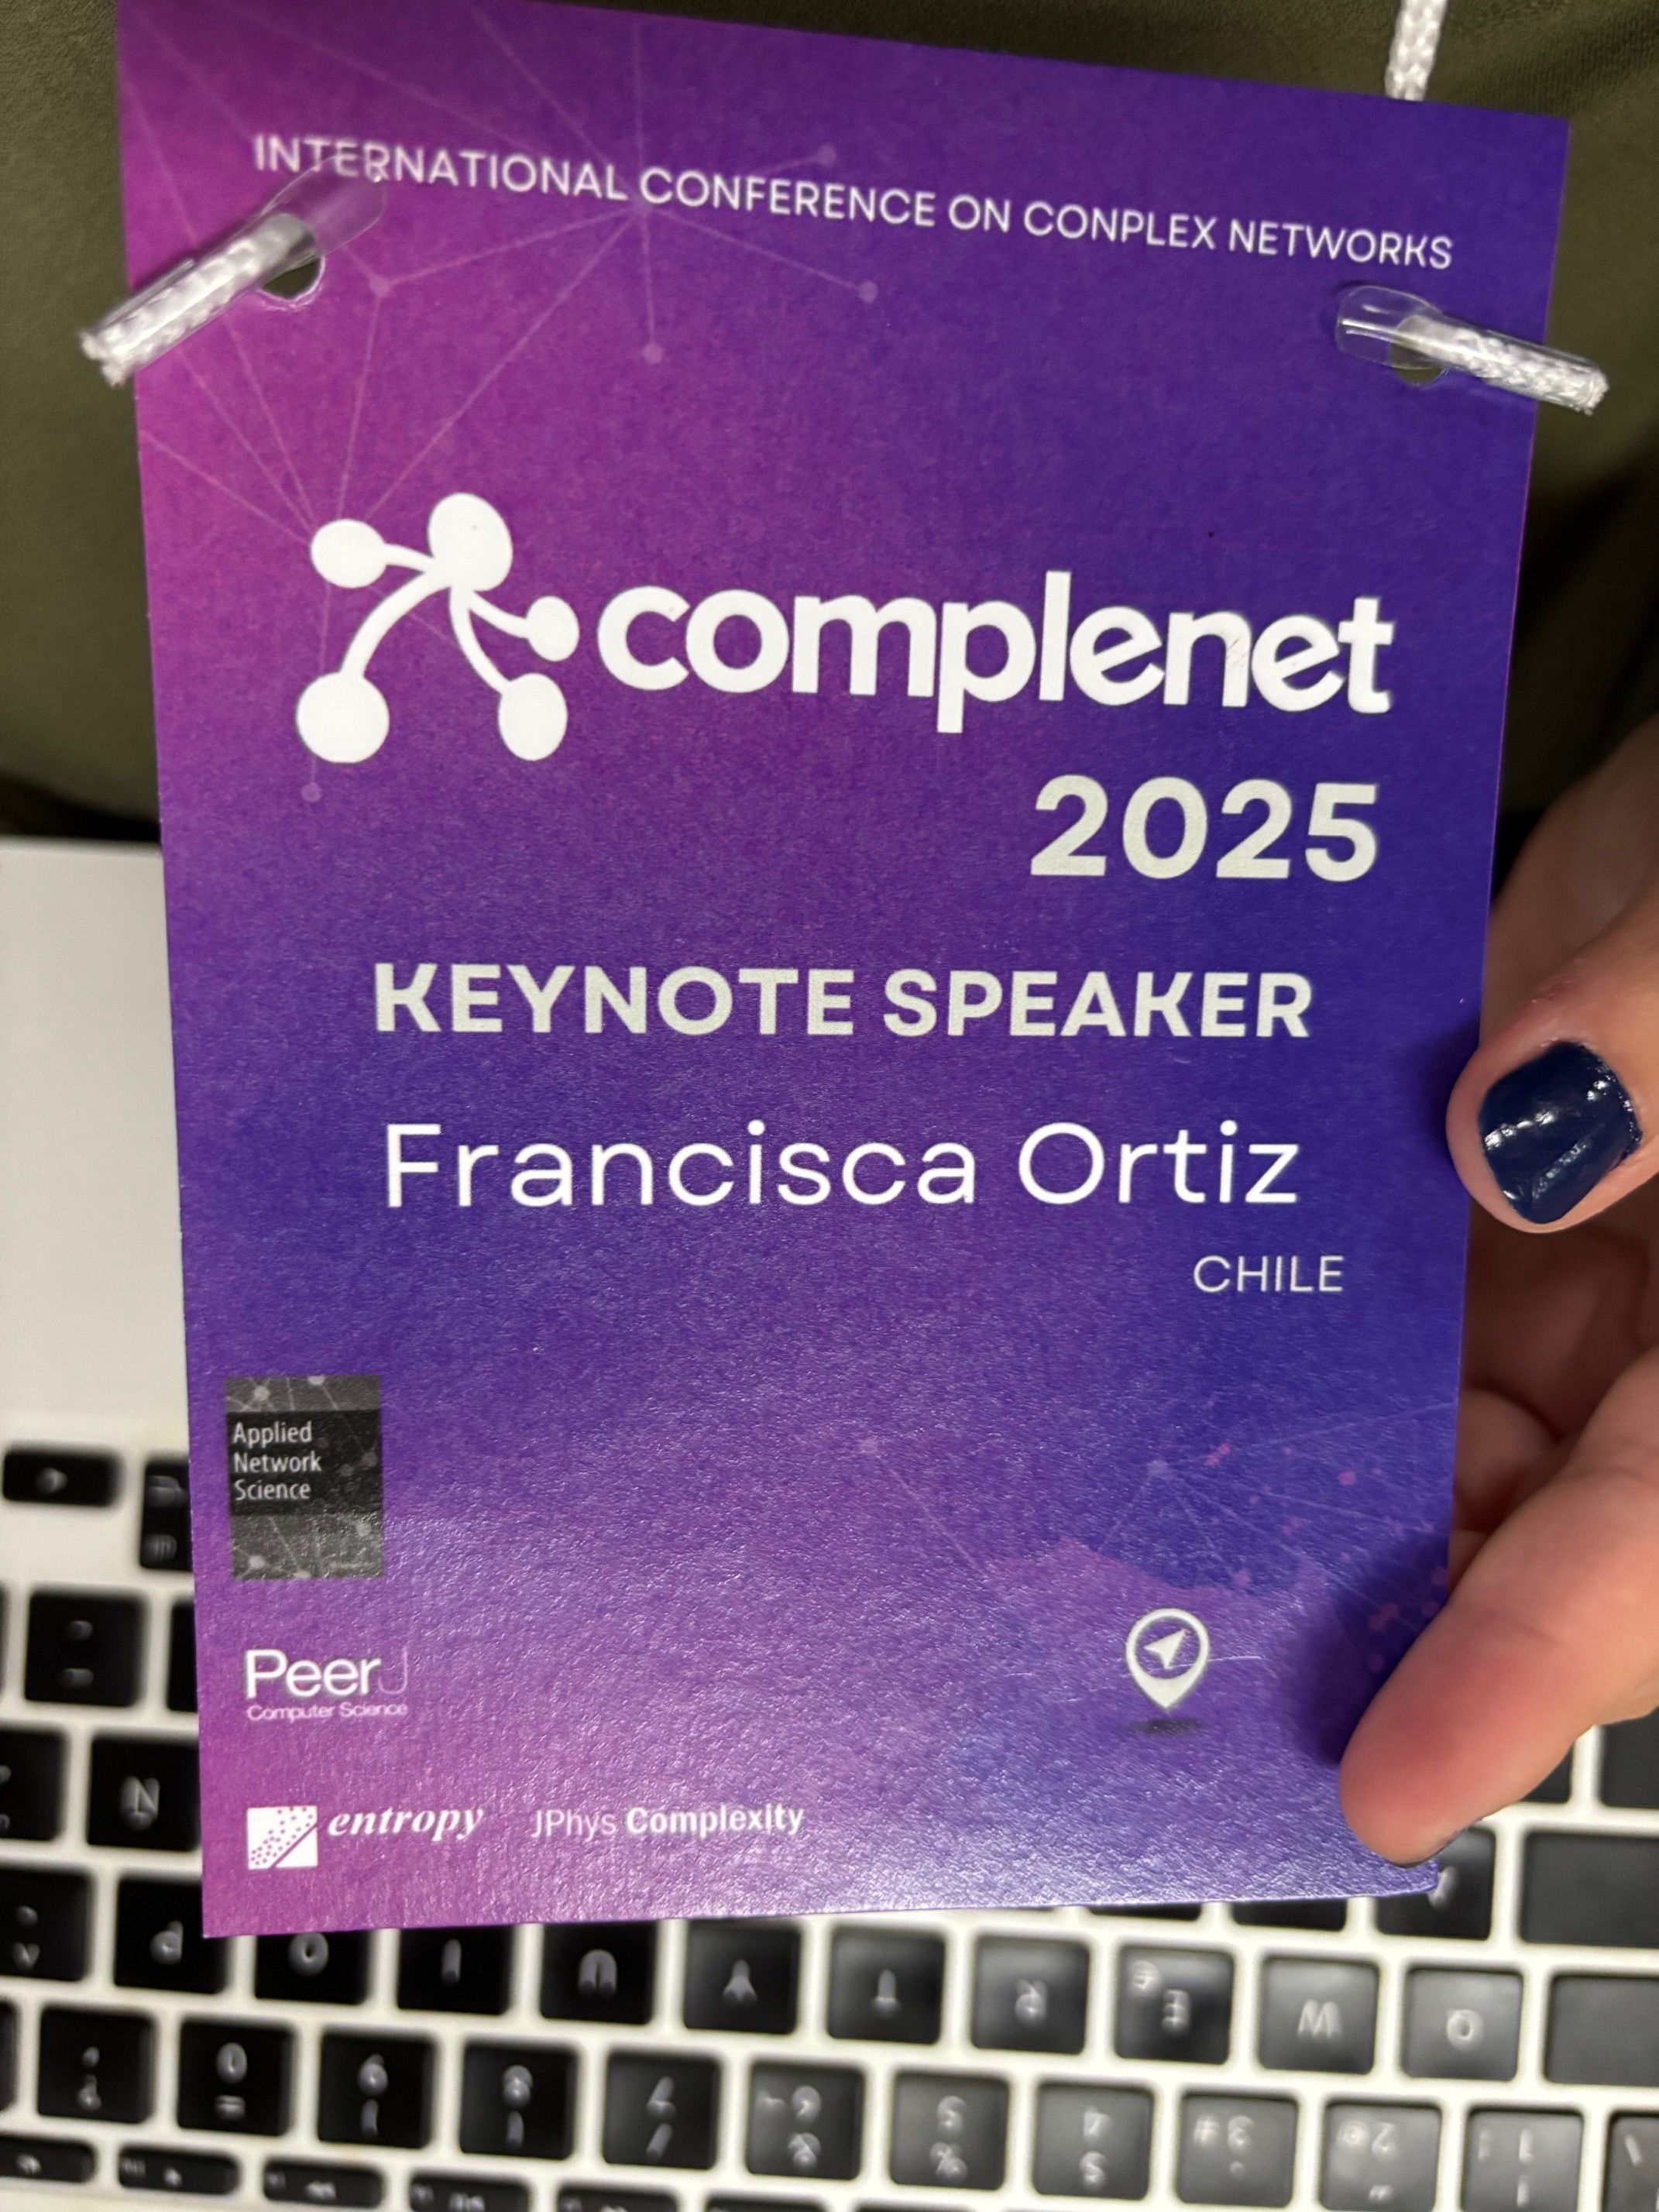 INTERNATIONAL CONFERENCE ON CONPLEX NETWORKS
complenet
2025
KEYNOTE SPEAKER
Francisca Ortiz
CHILE
Applied
Network
Science
PeerJ
Computer Science
entropy JPhys Complexity
N
P O I U Y T R E W Q